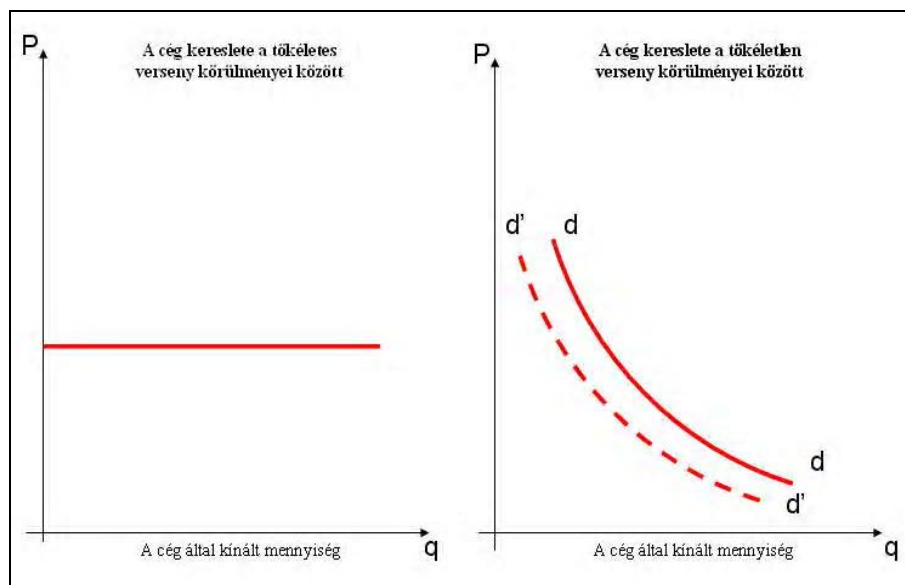 P
A cég kereslete a tökéletes
verseny körülményei között
A cég által kínált mennyiség
q
P
A cég kereslete a tökéletlen
verseny körülményei között
d'
d
d
d'
A cég által kínált mennyiség
q